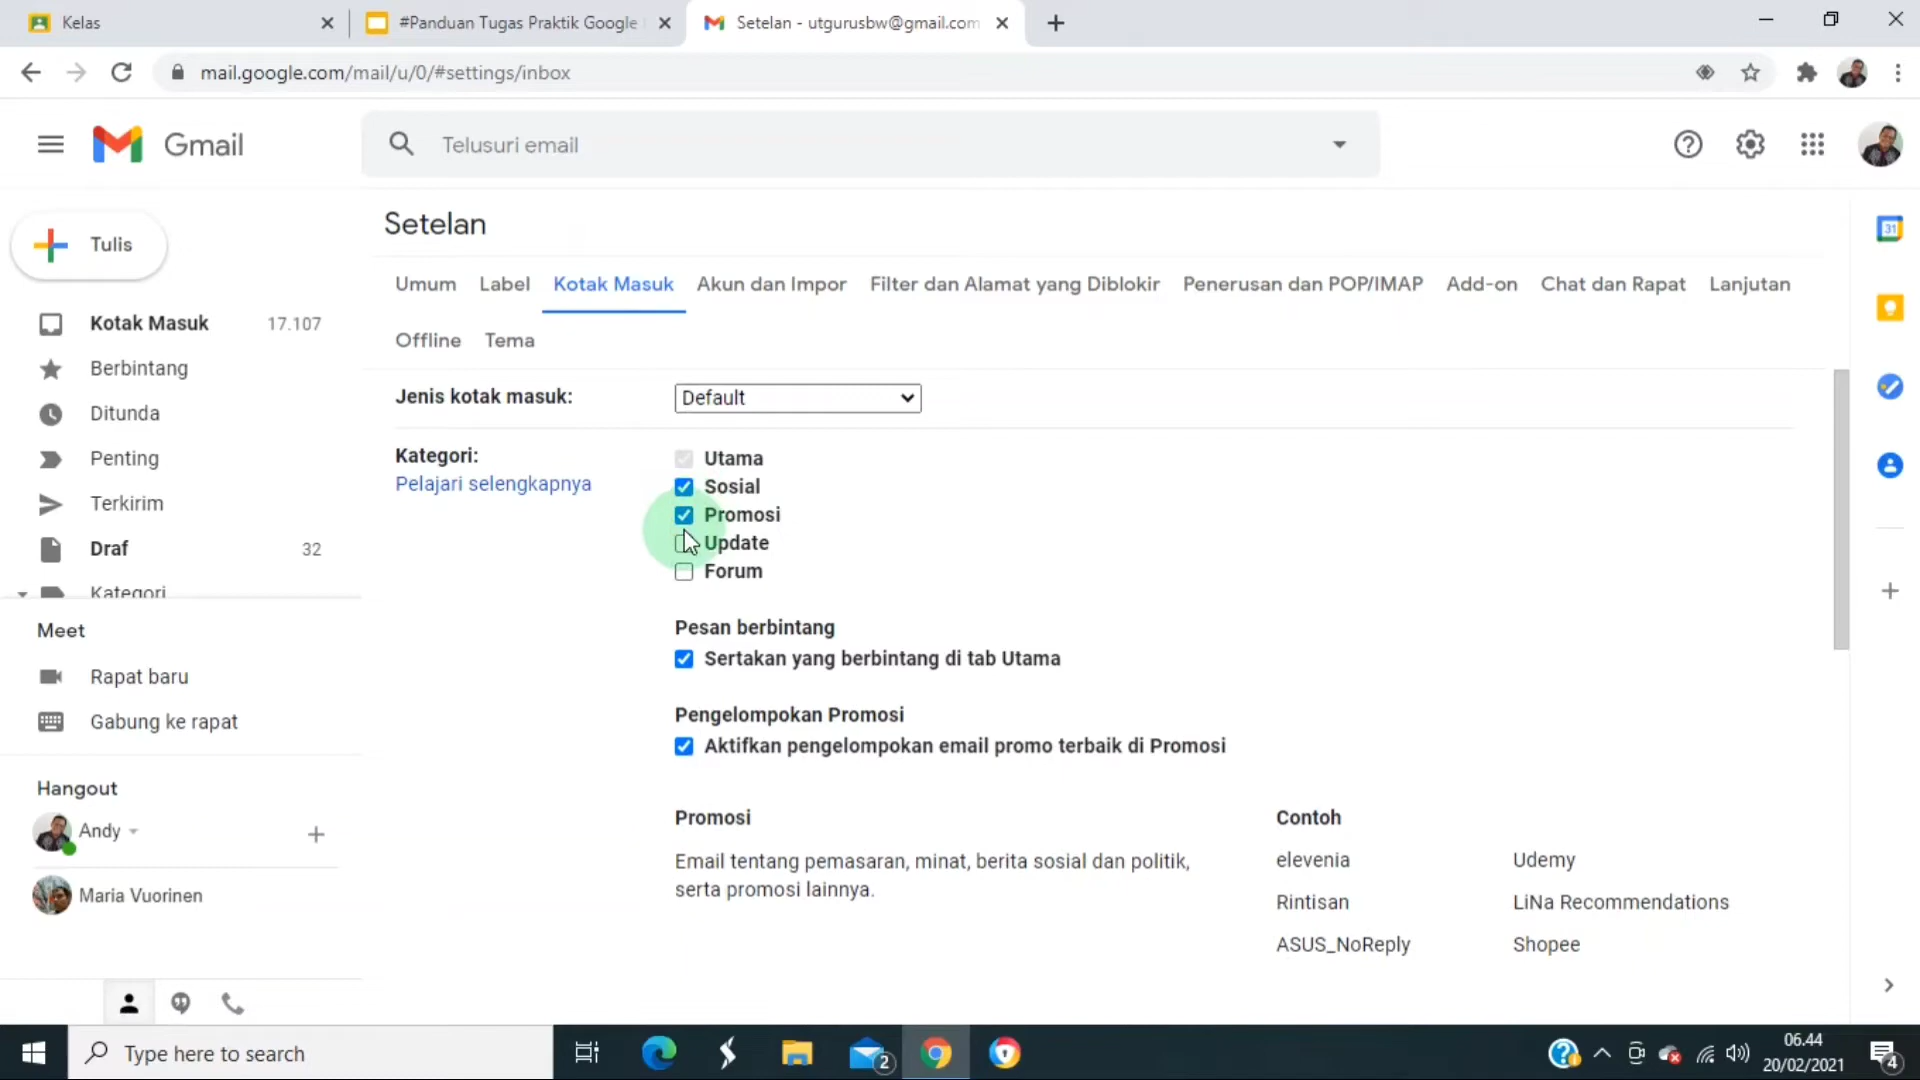 Kelas
#Panduan Tugas Praktik Google
Setelan - utgurusbw@gmail.com
mail.google.com/mail/u/0/#settings/inbox
Gmail
Telusuri email
Tulis
Setelan
Umum Label Kotak Masuk Akun dan Impor Filter dan Alamat yang Diblokir Penerusan dan POP/IMAP Add-on Chat dan Rapat Lanjutan
Offline Tema
Kotak Masuk 17.107
Berbintang
Ditunda
Penting
Terkirim
Draf 32
Kategori
Meet
Rapat baru
Gabung ke rapat
Hangout
Andy
Maria Vuorinen
Jenis kotak masuk: Default
Kategori:
Pelajari selengkapnya
Utama
Sosial
Promosi
Update
Forum
Pesan berbintang
Sertakan yang berbintang di tab Utama
Pengelompokan Promosi
Aktifkan pengelompokan email promo terbaik di Promosi
Promosi Contoh
Email tentang pemasaran, minat, berita sosial dan politik,
serta promosi lainnya.
elevenia Udemy
Rintisan LiNa Recommendations
ASUS_NoReply Shopee
31
Type here to search
2
06.44
20/02/2021
4